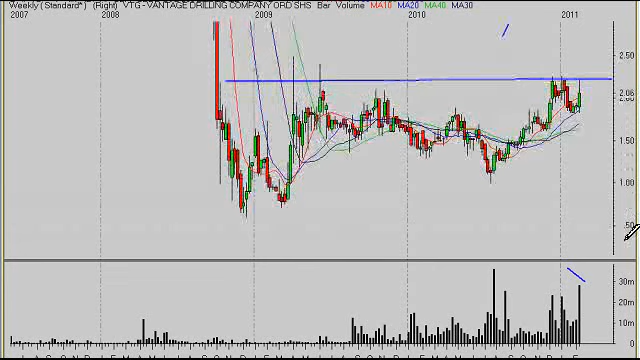 Weekly (Standard*) (Right) VTG - VANTAGE DRILLING COMPANY ORD SHS Bar Volume MA10 MA20 MA40 MA30
2007 2008 2009 2010 2011
2.50
2.06
1.50
1.00
.50
30m
20m
10m
0